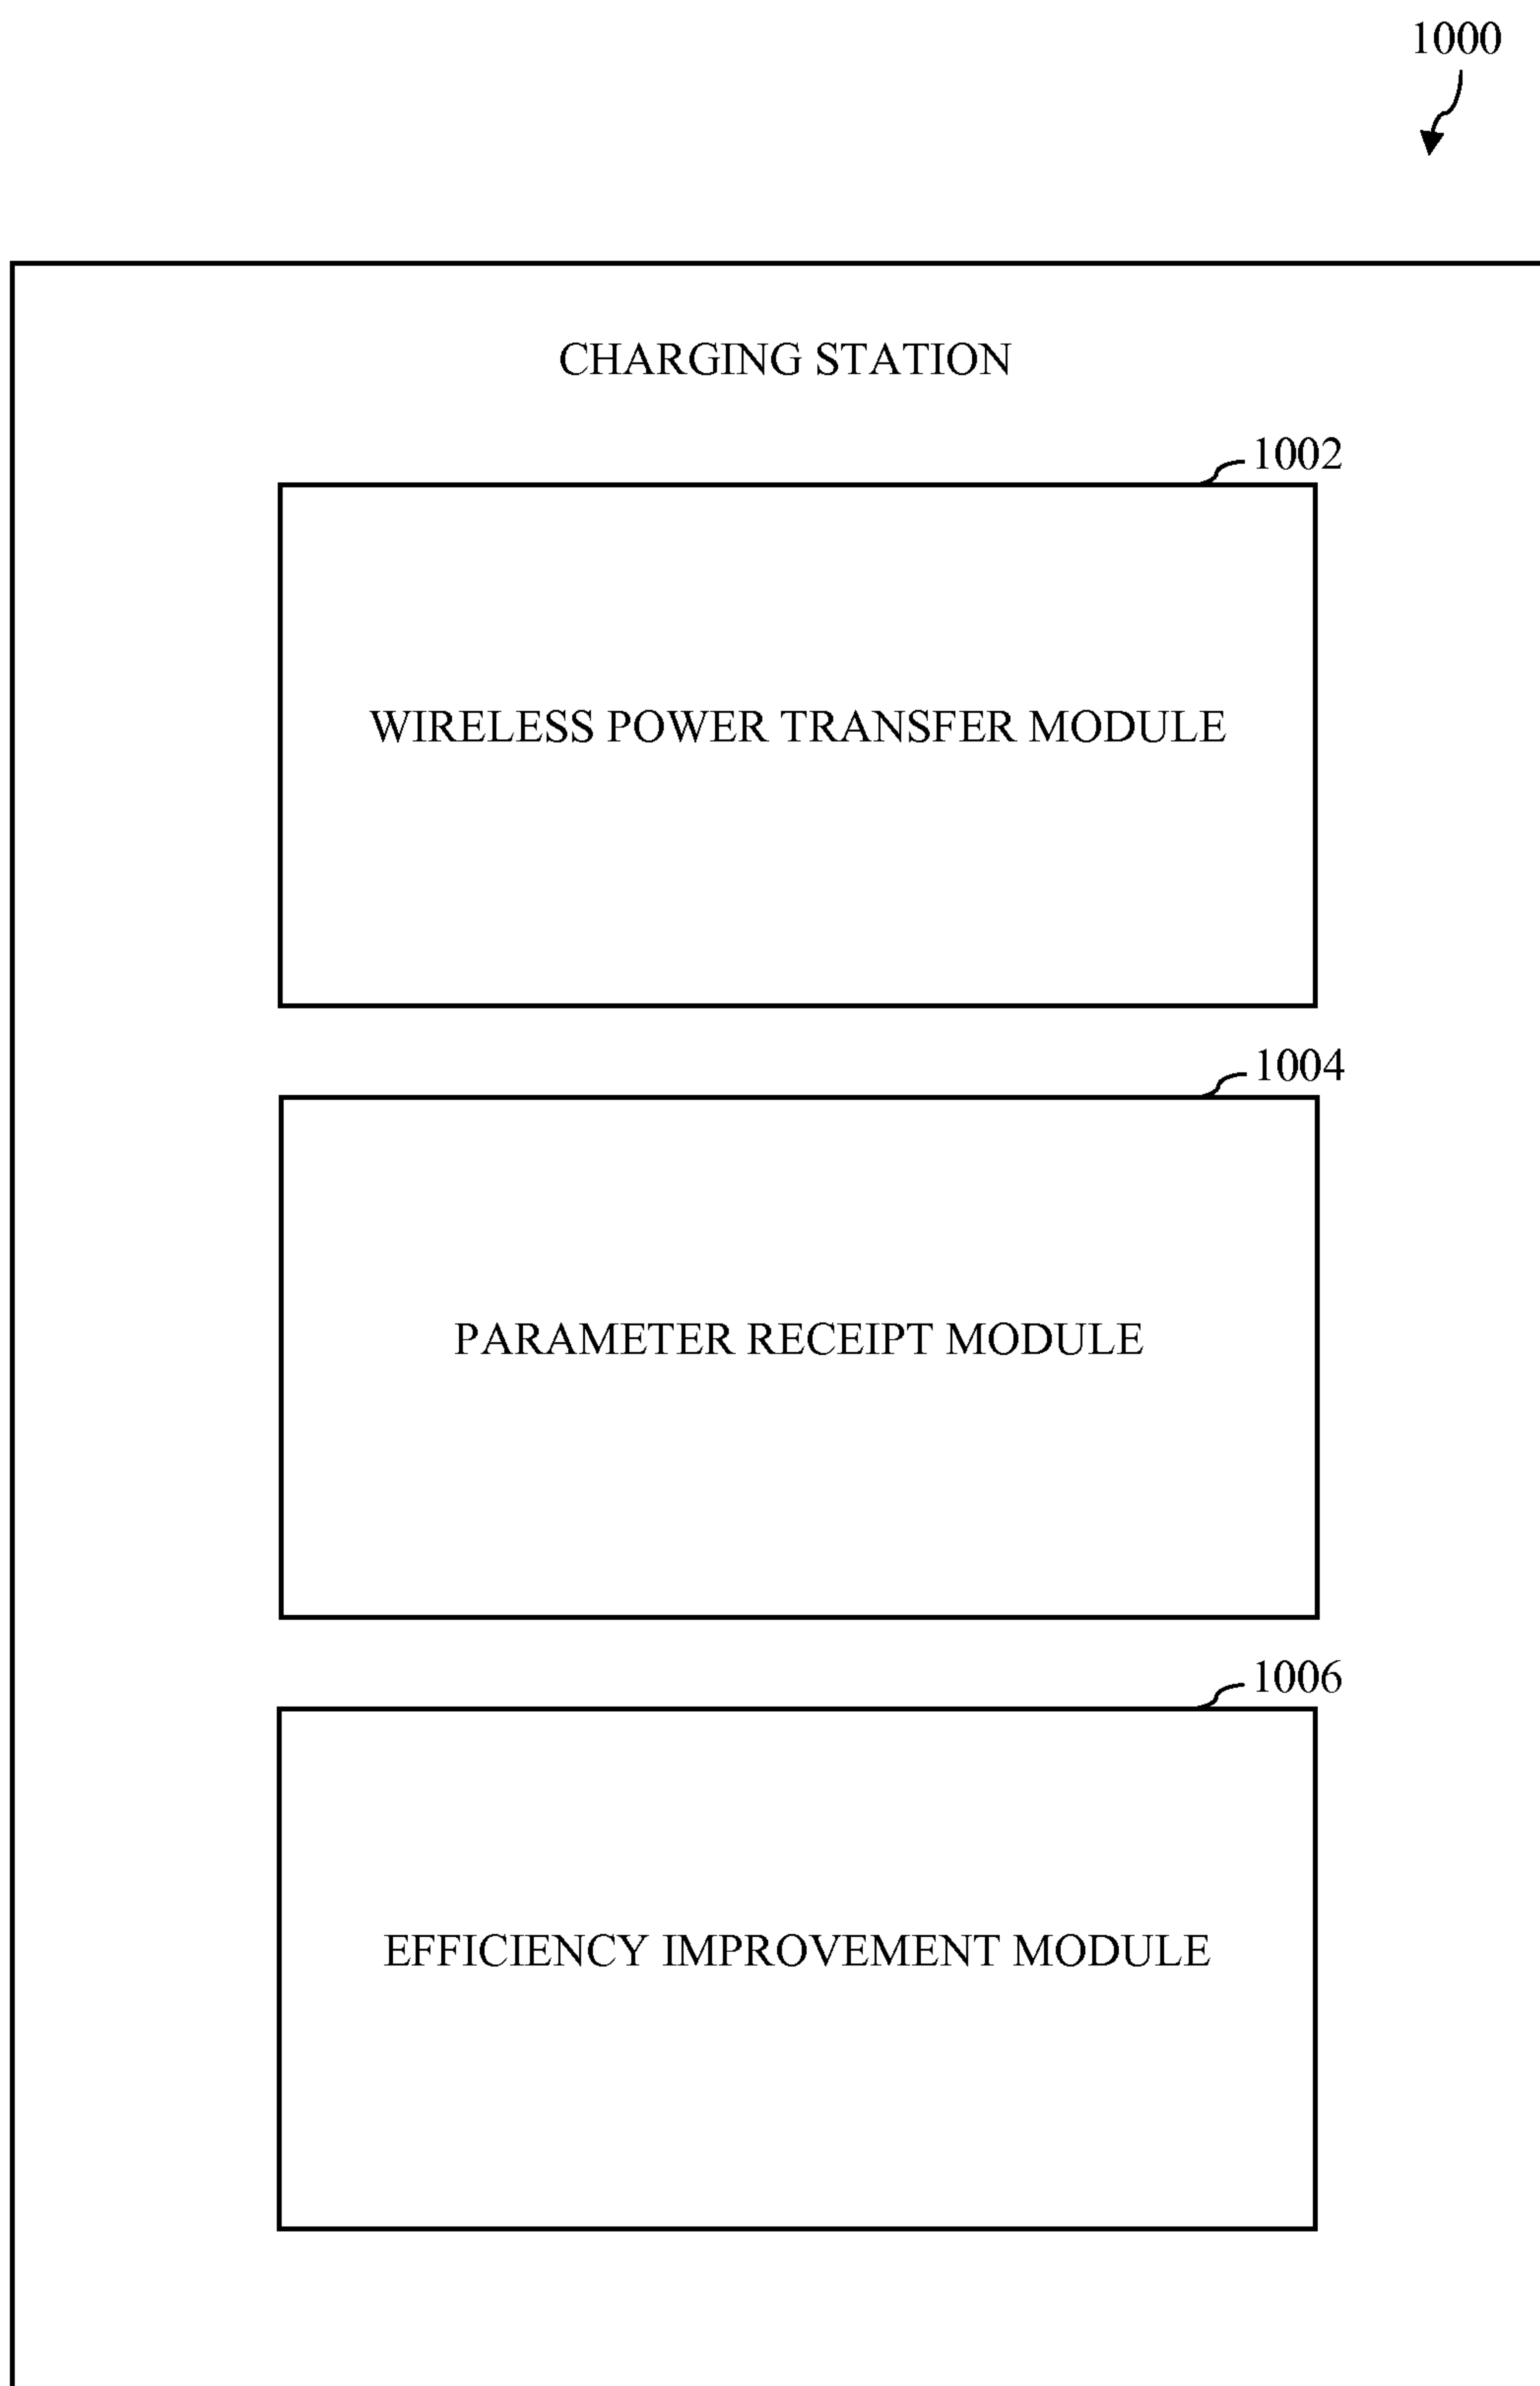 1000
CHARGING STATION
1002
WIRELESS POWER TRANSFER MODULE
1004
PARAMETER RECEIPT MODULE
1006
EFFICIENCY IMPROVEMENT MODULE